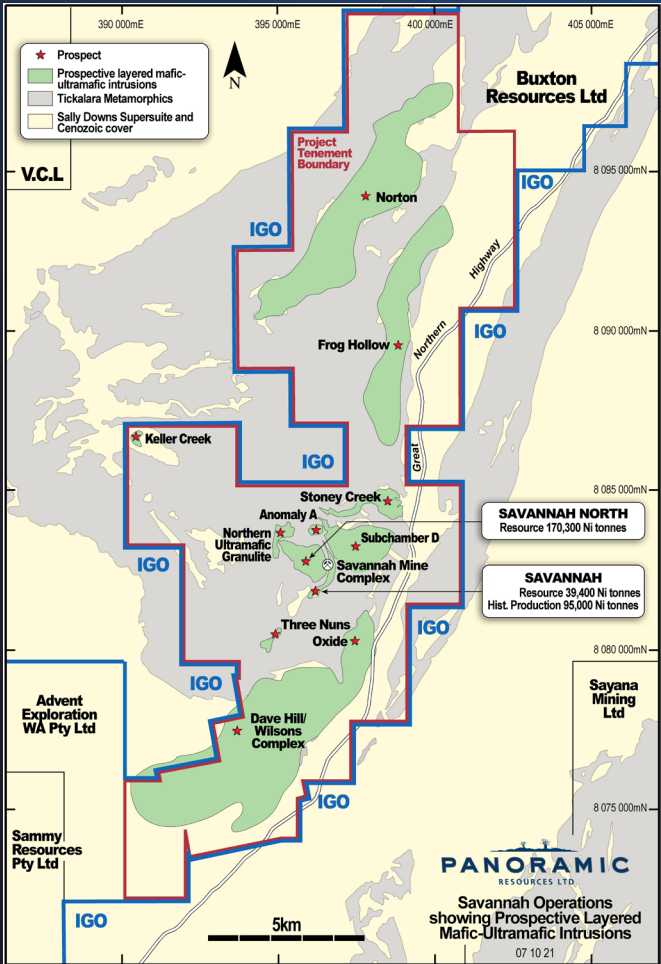 390 000mE
395 000mE
400 000mE
405 000mE
Prospect
Prospective layered mafic-
ultramafic intrusions
Tickalara Metamorphics
Sally Downs Supersuite and
Cenozoic cover
N
Buxton
Resources Ltd
Project
Tenement
Boundary
V.C.L
IGO
8 095 000mN
Norton
IGO
Highway
Northern
Great
IGO
8 090 000mN
Frog Hollow
Keller Creek
IGO
8 085 000mN
Stoney Creek
Anomaly A
Northern
Ultramafic
Granulite
Subchamber D
Savannah Mine
Complex
SAVANNAH NORTH
Resource 170,300 Ni tonnes
SAVANNAH
Resource 39,400 Ni tonnes
Hist. Production 95,000 Ni tonnes
IGO
Three Nuns
Oxide
IGO
8 080 000mN
IGO
Advent
Exploration
WA Pty Ltd
Dave Hill/
Wilsons
Complex
Sayana
Mining
Ltd
IGO
8 075 000mN
Sammy
Resources
Pty Ltd
IGO
5km
PANORAMIC
RESOURCES LTD
Savannah Operations
showing Prospective Layered
Mafic-Ultramafic Intrusions
07 10 21